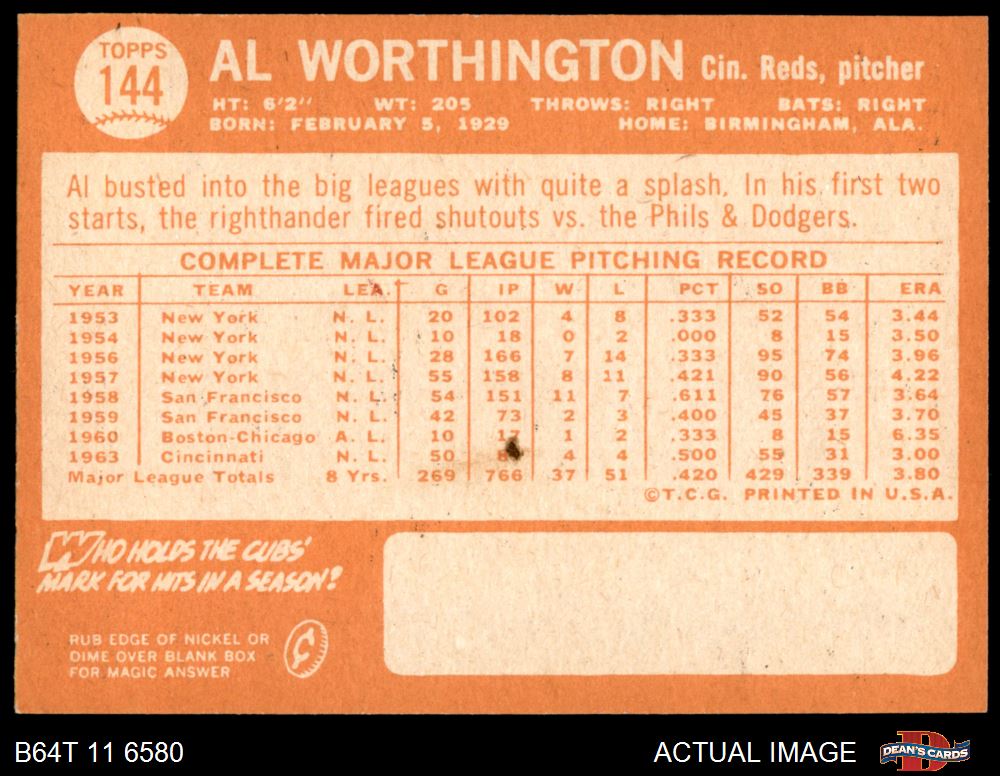 TOPPS
144
AL WORTHINGTON Cin. Reds, pitcher
HT: 6'2" WT: 205 THROWS: RIGHT BATS: RIGHT
BORN: FEBRUARY 5, 1929 HOME: BIRMINGHAM, ALA.
Al busted into the big leagues with quite a splash. In his first two
starts, the righthander fired shutouts vs. the Phils & Dodgers.
COMPLETE MAJOR LEAGUE PITCHING RECORD
YEAR TEAM LEA. G IP W L PCT SO BB ERA
1953 New York N. L. 20 102 4 8 .333 52 54 3.44
1954 New York N. L. 10 18 0 2 .000 8 15 3.50
1956 New York N. L. 28 166 7 14 .333 95 74 3.96
1957 New York N. L. 55 158 8 11 .421 90 56 4.22
1958 San Francisco N. L. 54 151 11 7 .611 76 57 3.64
1959 San Francisco N. L. 42 73 2 3 .400 45 37 3.70
1960 Boston-Chicago A. L. 10 17 1 2 .333 8 15 6.35
1963 Cincinnati N. L. 50 4 4 .500 55 31 3.00
Major League Totals 8 Yrs. 269 766 37 51 .420 429 339 3.80
©T.C.G. PRINTED IN U.S.A.
WHO HOLDS THE CUBS'
MARK FOR HITS IN A SEASON?
RUB EDGE OF NICKEL OR
DIME OVER BLANK BOX
FOR MAGIC ANSWER
B64T 11 6580 ACTUAL IMAGE DEAN'S CARDS